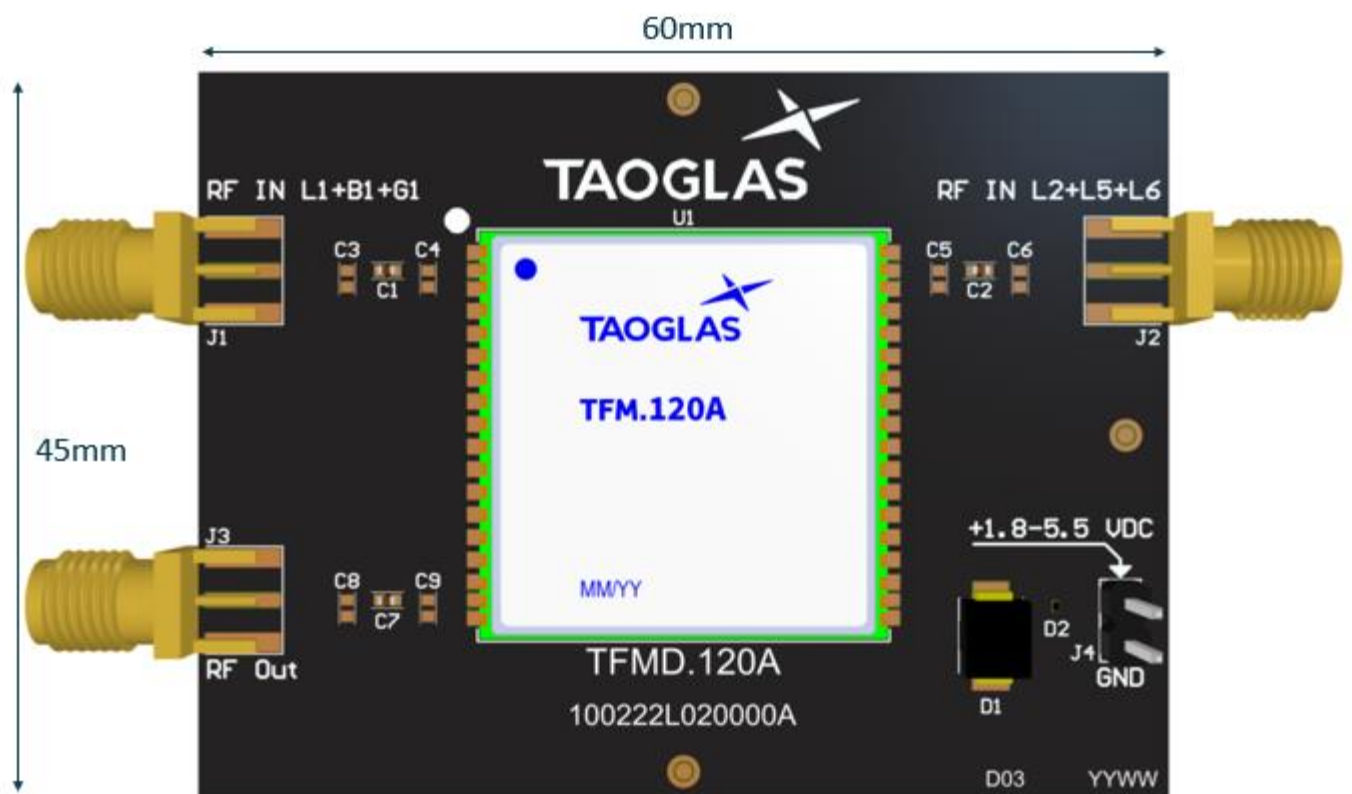 60mm
45mm
TAOGLAS
RF IN L1+B1+G1
RF IN L2+L5+L6
U1
C3
C4
C1
C5
C6
C2
J1
J2
TAOGLAS
TFM.120A
MM/YY
J3
C8
C9
C7
RF Out
+1.8-5.5 VDC
D2
J4
GND
D1
TFMD.120A
100222L020000A
D03
YYWW